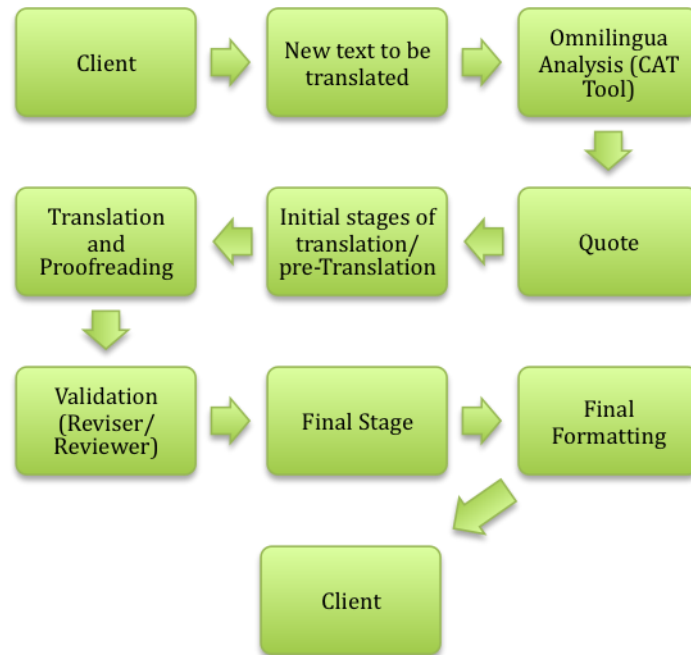 Client
New text to be
translated
Omnilingua
Analysis (CAT
Tool)
Translation
and
Proofreading
Initial stages of
translation/
pre-Translation
Quote
Validation
(Reviser/
Reviewer)
Final Stage
Final
Formatting
Client